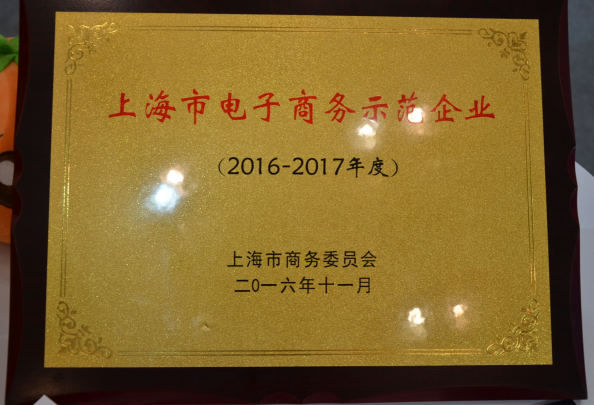 上海市电子商务示范企业
（2016-2017年度）
上海市商务委员会
二0一六年十一月